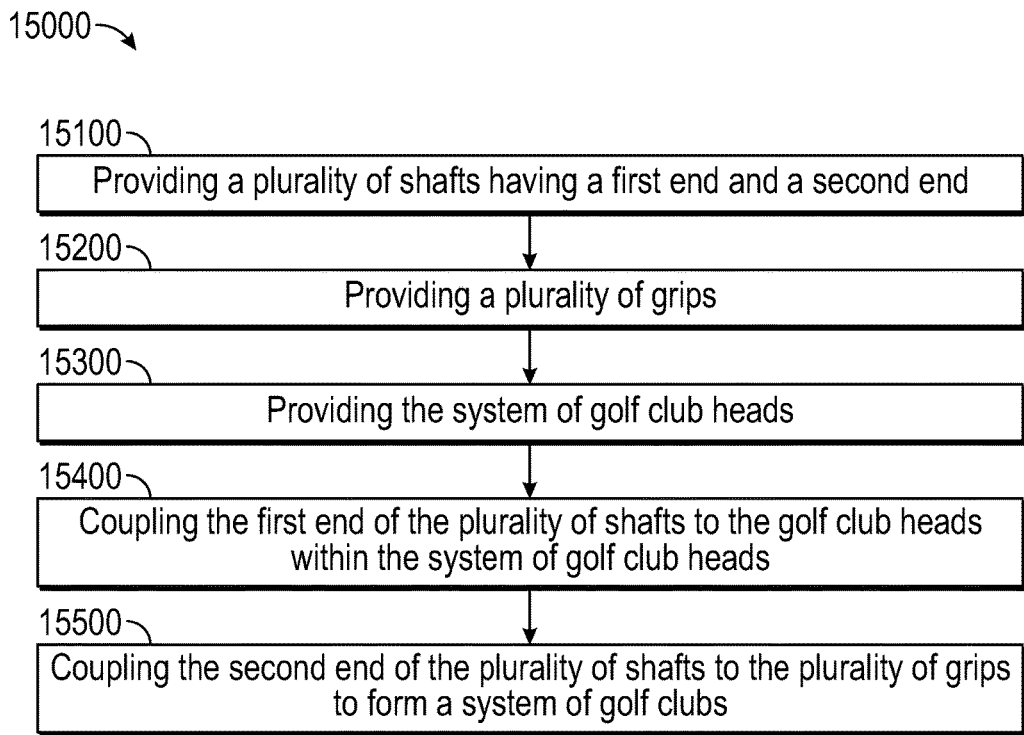 15000
15100
Providing a plurality of shafts having a first end and a second end
15200
Providing a plurality of grips
15300
Providing the system of golf club heads
15400
Coupling the first end of the plurality of shafts to the golf club heads
within the system of golf club heads
15500
Coupling the second end of the plurality of shafts to the plurality of grips
to form a system of golf clubs